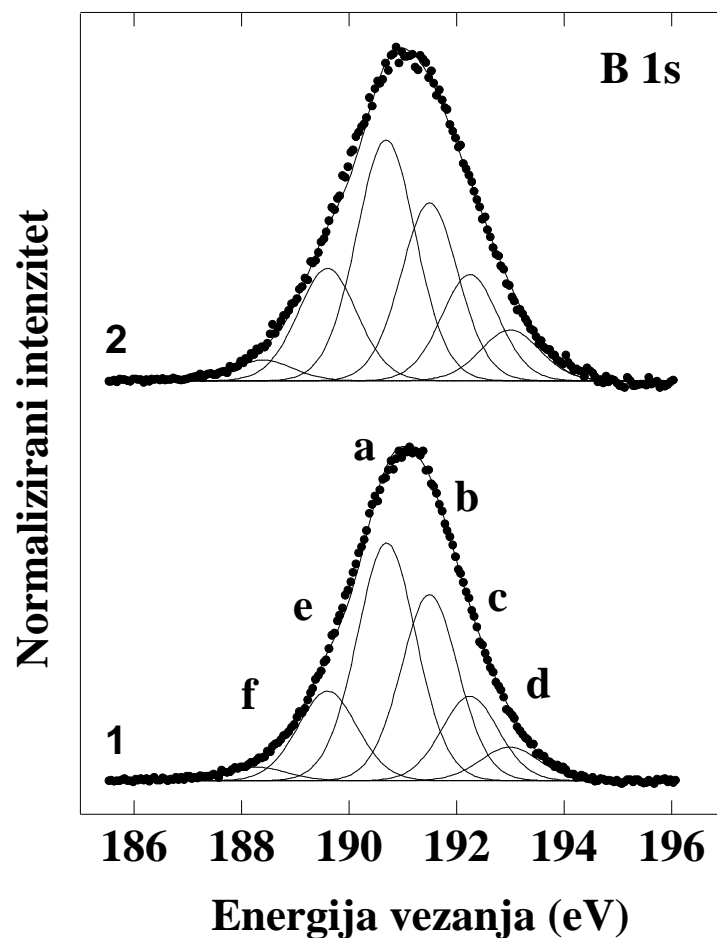 B 1s
Normalizirani intenzitet
2
a
b
e
c
f
d
1
186 188 190 192 194 196
Energija vezanja (eV)